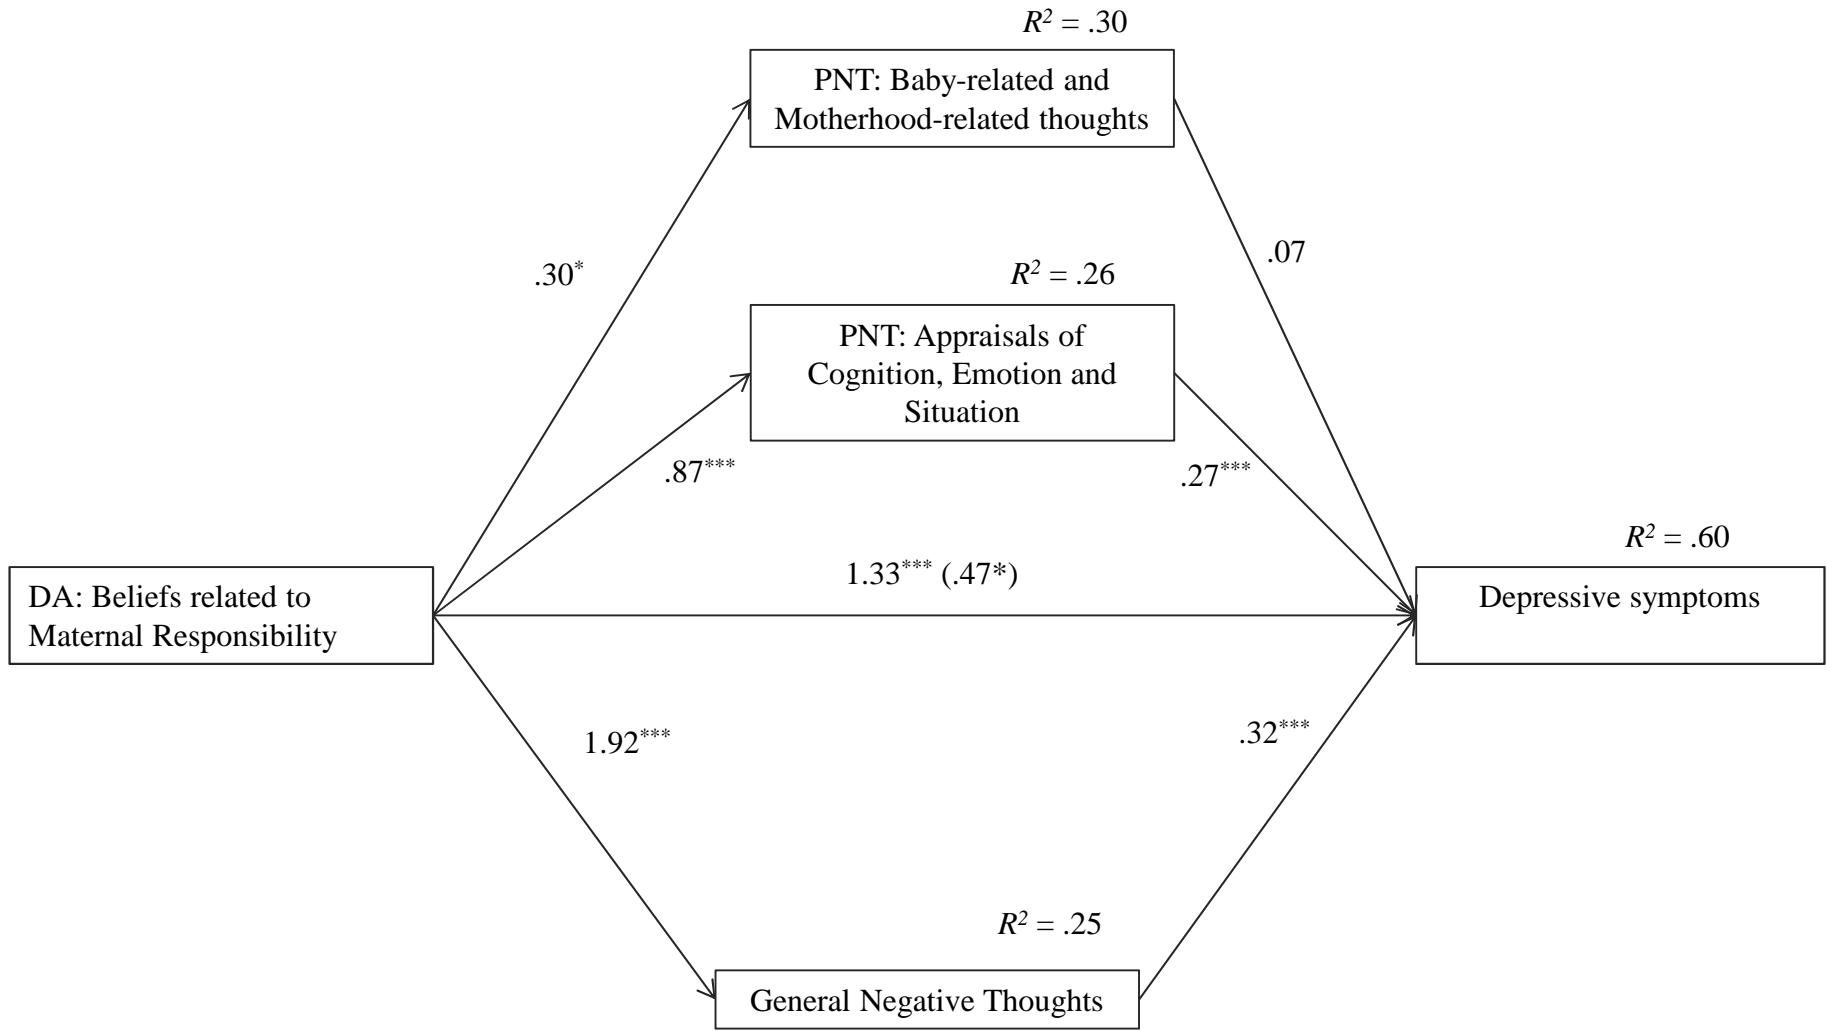 R² = .30
PNT: Baby-related and
Motherhood-related thoughts
.30*
.07
R² = .26
PNT: Appraisals of
Cognition, Emotion and
Situation
.87***
.27***
R² = .60
1.33*** (.47*)
DA: Beliefs related to
Maternal Responsibility
Depressive symptoms
1.92***
.32***
R² = .25
General Negative Thoughts